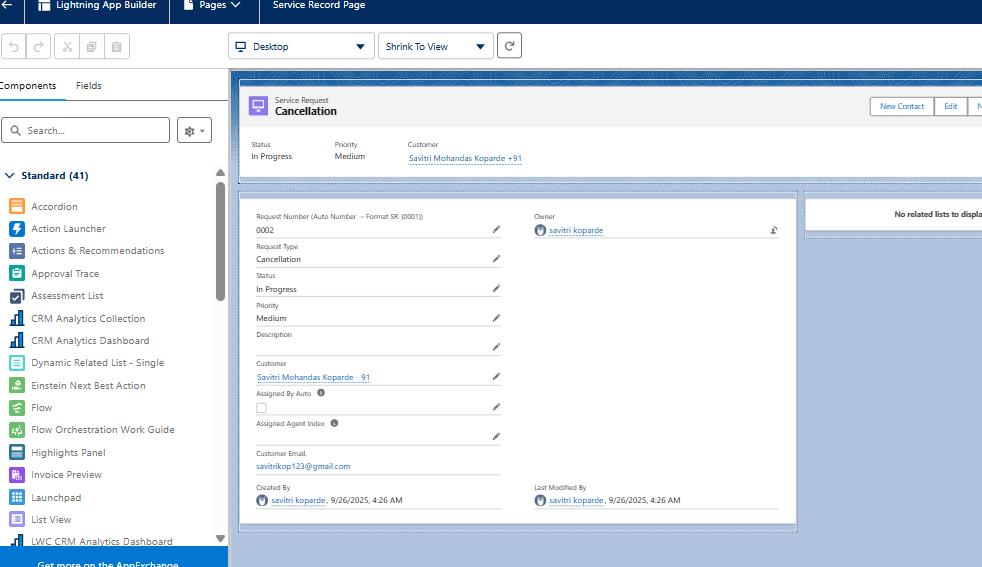 Lightning App Builder
Pages
Service Record Page
Desktop
Shrink To View
Components
Fields
Search...
Standard (41)
Accordion
Action Launcher
Actions & Recommendations
Approval Trace
Assessment List
CRM Analytics Collection
CRM Analytics Dashboard
Dynamic Related List - Single
Einstein Next Best Action
Flow
Flow Orchestration Work Guide
Highlights Panel
Invoice Preview
Launchpad
List View
LWC CRM Analytics Dashboard
Get more on the AppExchange
Service Request
Cancellation
New Contact
Edit
N
Status
In Progress
Priority
Medium
Customer
Savitri Mohandas Koparde +91
Request Number (Auto Number → Format SR-{0001})
0002
Request Type
Cancellation
Status
In Progress
Priority
Medium
Description
Customer
Savitri Mohandas Koparde - 91
Assigned By Auto
Assigned Agent Index
Customer Email.
savitrikop123@gmail.com
Created By
savitri koparde, 9/26/2025, 4:26 AM
Owner
savitri koparde
Last Modified By
savitri koparde, 9/26/2025, 4:26 AM
No related lists to displa